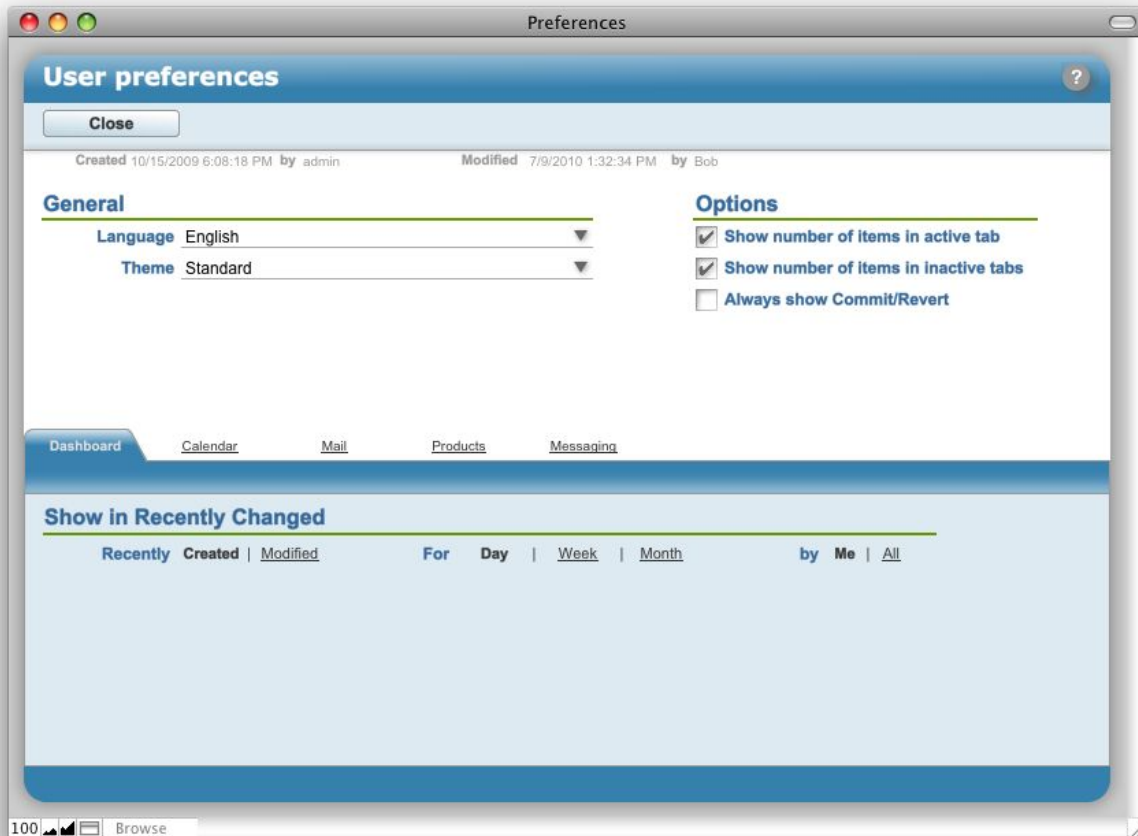 Preferences
User preferences ?
Close
Created 10/15/2009 6:08:18 PM by admin Modified 7/9/2010 1:32:34 PM by Bob
General Options
Language English Show number of items in active tab
Theme Standard Show number of items in inactive tabs
Always show Commit/Revert
Dashboard Calendar Mail Products Messaging
Show in Recently Changed
Recently Created | Modified For Day | Week | Month by Me | All
100 Browse